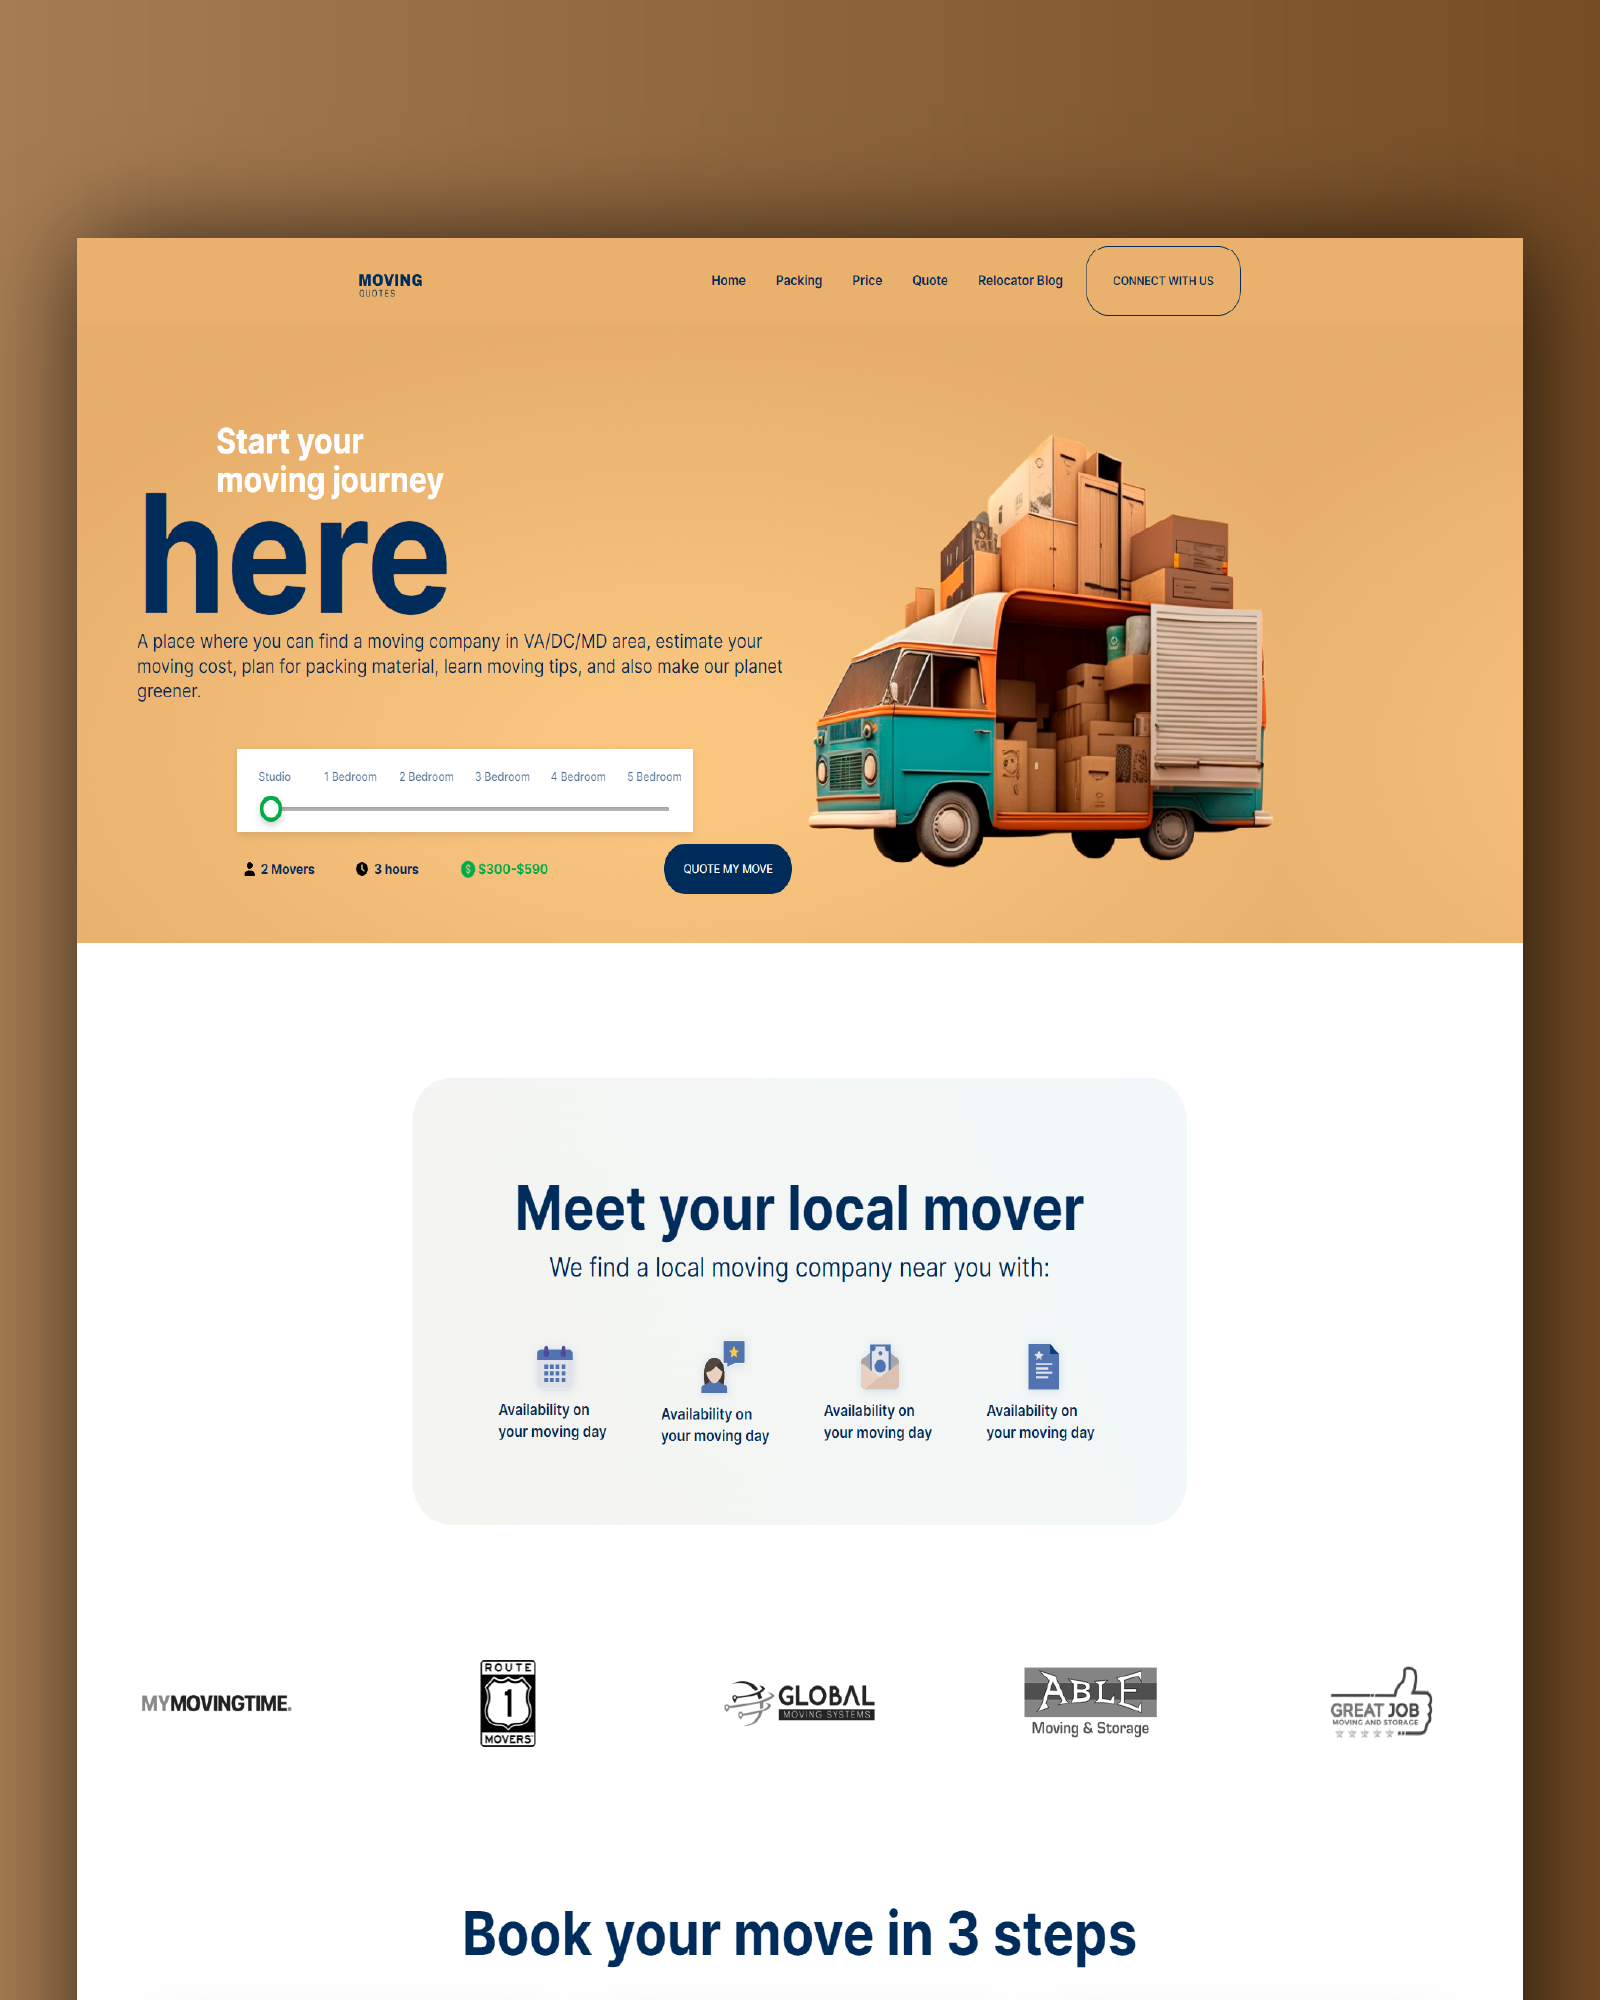 MOVING
QUOTES
Home Packing Price Quote Relocator Blog CONNECT WITH US
Start your
moving journey
here
A place where you can find a moving company in VA/DC/MD area, estimate your
moving cost, plan for packing material, learn moving tips, and also make our planet
greener.
Studio 1 Bedroom 2 Bedroom 3 Bedroom 4 Bedroom 5 Bedroom
2 Movers 3 hours $ $300-$590 QUOTE MY MOVE
Meet your local mover
We find a local moving company near you with:
Availability on
your moving day
Availability on
your moving day
Availability on
your moving day
Availability on
your moving day
MYMOVINGTIME.
ROUTE
1
MOVERS
GLOBAL
MOVING SYSTEMS
ABLE
Moving & Storage
GREAT JOB
MOVING AND STORAGE
Book your move in 3 steps